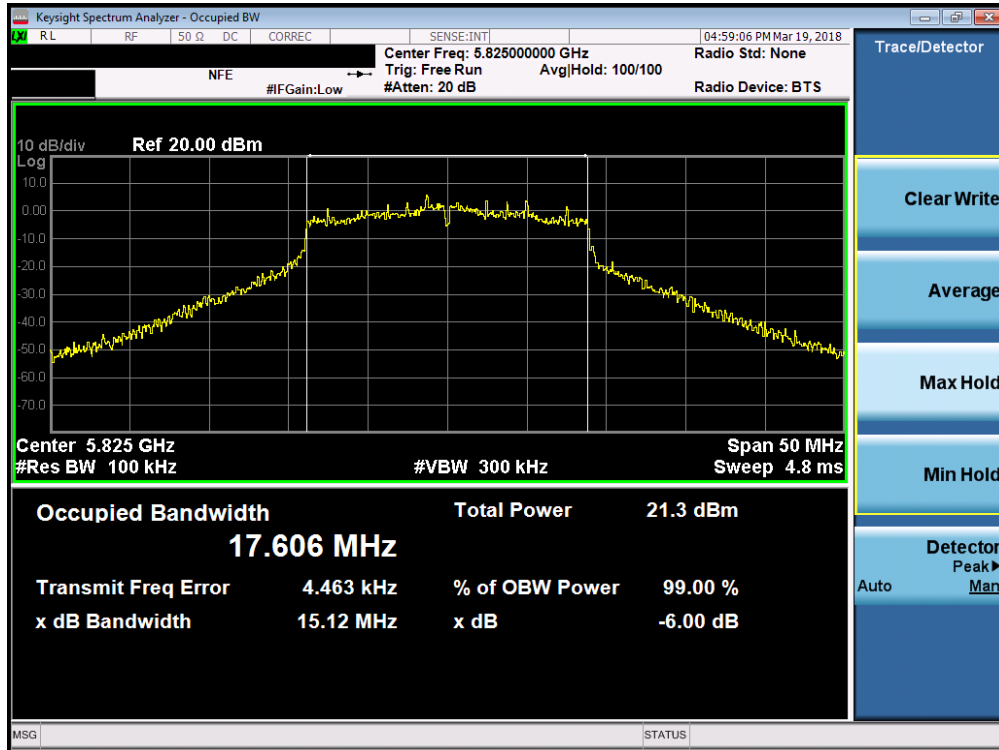 Keysight Spectrum Analyzer - Occupied BW
LXI RL RF 50 Ω DC CORREC SENSE:INT 04:59:06 PM Mar 19, 2018
Center Freq: 5.825000000 GHz Radio Std: None
NFE Trig: Free Run Avg|Hold: 100/100
#IFGain:Low #Atten: 20 dB Radio Device: BTS
Trace/Detector
10 dB/div Ref 20.00 dBm
Log
10.0
0.00
-10.0
-20.0
-30.0
-40.0
-50.0
-60.0
-70.0
Center 5.825 GHz Span 50 MHz
#Res BW 100 kHz #VBW 300 kHz Sweep 4.8 ms
Occupied Bandwidth Total Power 21.3 dBm
17.606 MHz
Transmit Freq Error 4.463 kHz % of OBW Power 99.00 %
x dB Bandwidth 15.12 MHz x dB -6.00 dB
Clear Write
Average
Max Hold
Min Hold
Detector
Peak
Auto Man
MSG STATUS